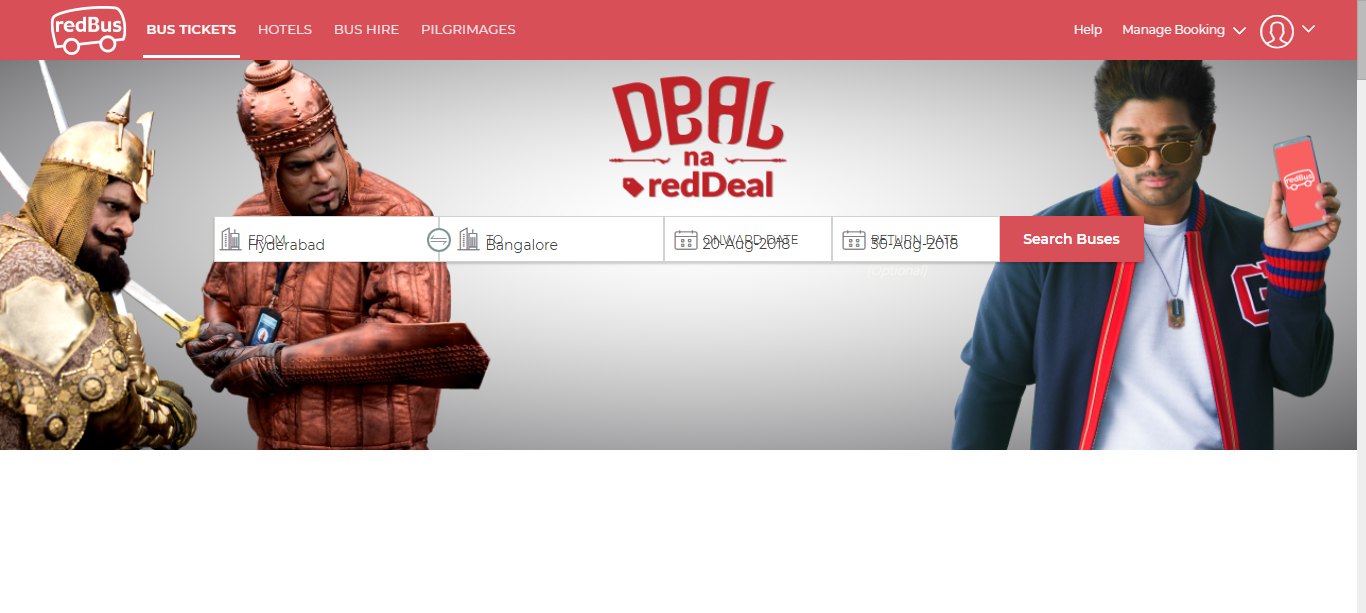 redBus
BUS TICKETS HOTELS BUS HIRE PILGRIMAGES Help Manage Booking
DEAL
na
redDeal
redBus
FROM
Hyderabad
TO
Bangalore
ONWARD DATE
20-Aug-2018
RETURN DATE
30-Aug-2018
(Optional)
Search Buses
G